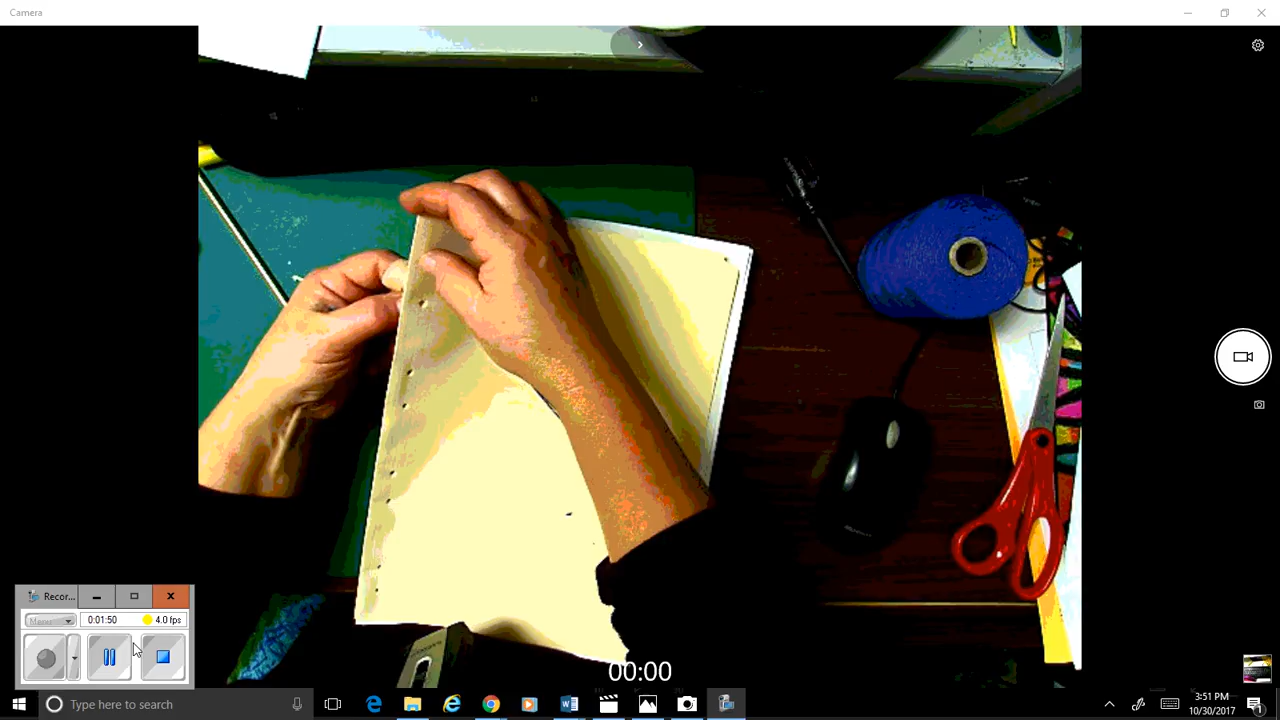 Camera
Recor...
Menu
0:01:50
4.0 fps
00:00
Type here to search
3:51 PM
10/30/2017